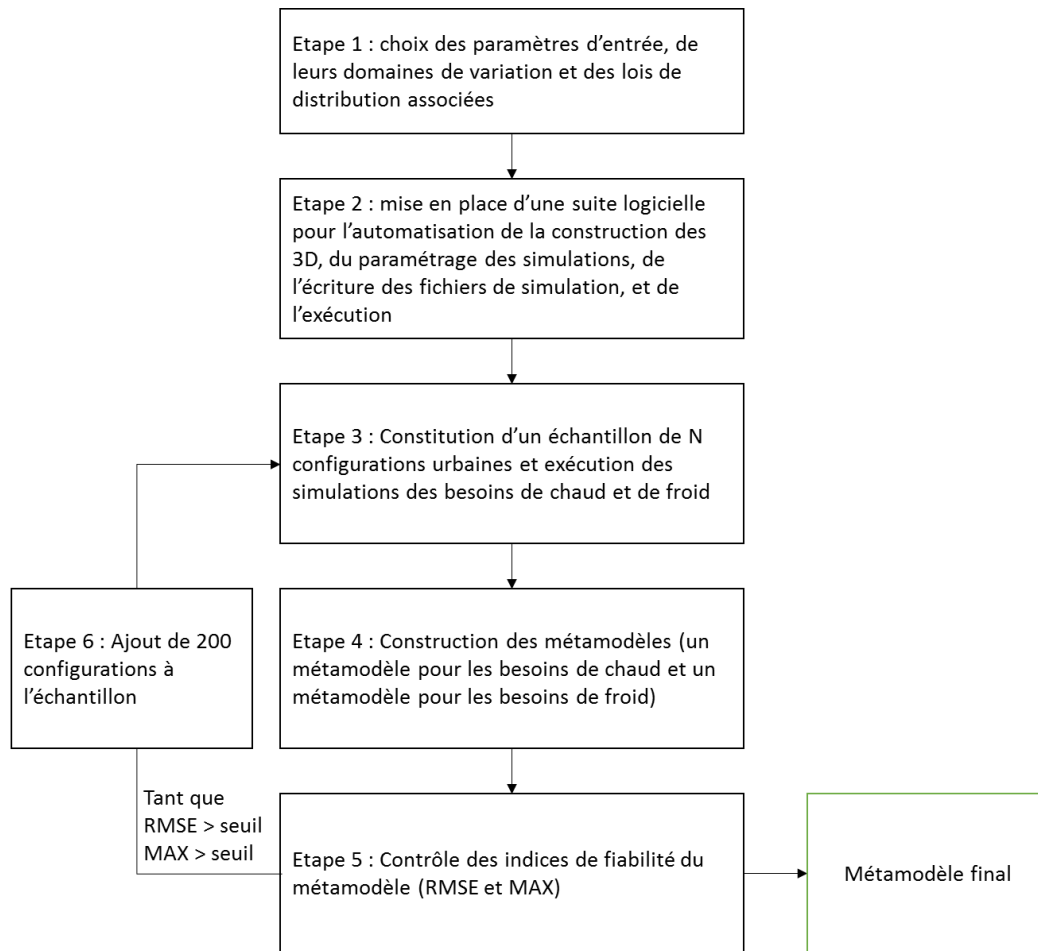 Etape 1 : choix des paramètres d’entrée, de
leurs domaines de variation et des lois de
distribution associées
Etape 2 : mise en place d’une suite logicielle
pour l’automatisation de la construction des
3D, du paramétrage des simulations, de
l’écriture des fichiers de simulation, et de
l’exécution
Etape 3 : Constitution d’un échantillon de N
configurations urbaines et exécution des
simulations des besoins de chaud et de froid
Etape 6 : Ajout de 200
configurations à
l’échantillon
Etape 4 : Construction des métamodèles (un
métamodèle pour les besoins de chaud et un
métamodèle pour les besoins de froid)
Tant que
RMSE > seuil
MAX > seuil
Etape 5 : Contrôle des indices de fiabilité du
métamodèle (RMSE et MAX)
Métamodèle final